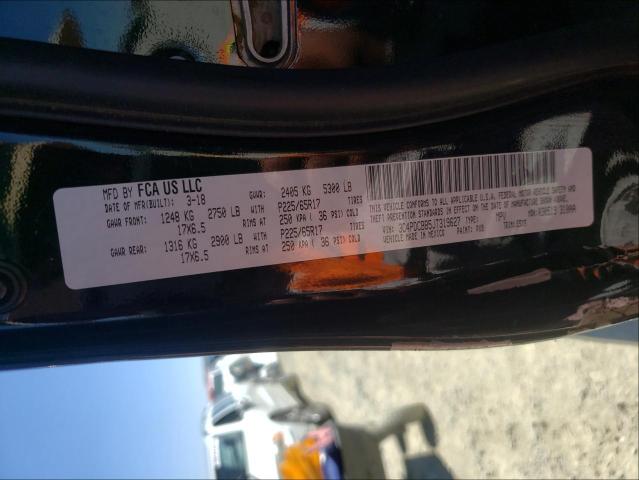 MFD BY FCA US LLC
DATE OF MFR(BUILT): 3-18 GVWR: 2405 KG 5300 LB
GAWR FRONT: 1248 KG 2750 LB P225/65R17 TIRES
17X6.5 RIMS AT 250 KPA ( 36 PSI) COLD
GAWR REAR: 1316 KG 2900 LB P225/65R17 TIRES
17X6.5 RIMS AT 250 KPA ( 36 PSI) COLD
THIS VEHICLE CONFORMS TO ALL APPLICABLE U.S.A. FEDERAL MOTOR VEHICLE SAFETY AND
THEFT PREVENTION STANDARDS IN EFFECT ON THE DATE OF MANUFACTURE SHOWN ABOVE.
VIN: TYPE: MPV MDH:
VEHICLE MADE IN MEXICO PAINT: TRIM: